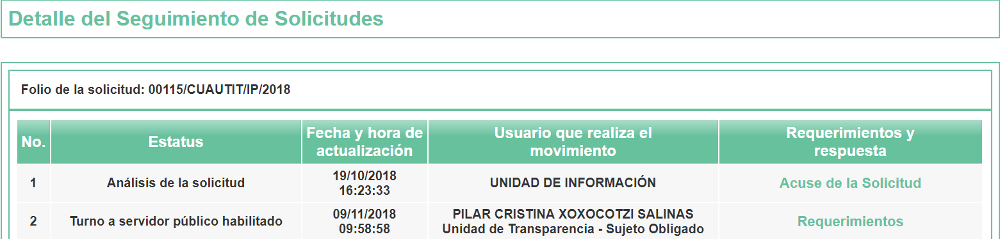 Detalle del Seguimiento de Solicitudes
Folio de la solicitud: 00115/CUAUTIT/IP/2018
No.
Estatus
Fecha y hora de
actualización
Usuario que realiza el
movimiento
Requerimientos y
respuesta
1
Análisis de la solicitud
19/10/2018
16:23:33
UNIDAD DE INFORMACIÓN
Acuse de la Solicitud
2
Turno a servidor público habilitado
09/11/2018
09:58:58
PILAR CRISTINA XOXOCOTZI SALINAS
Unidad de Transparencia - Sujeto Obligado
Requerimientos